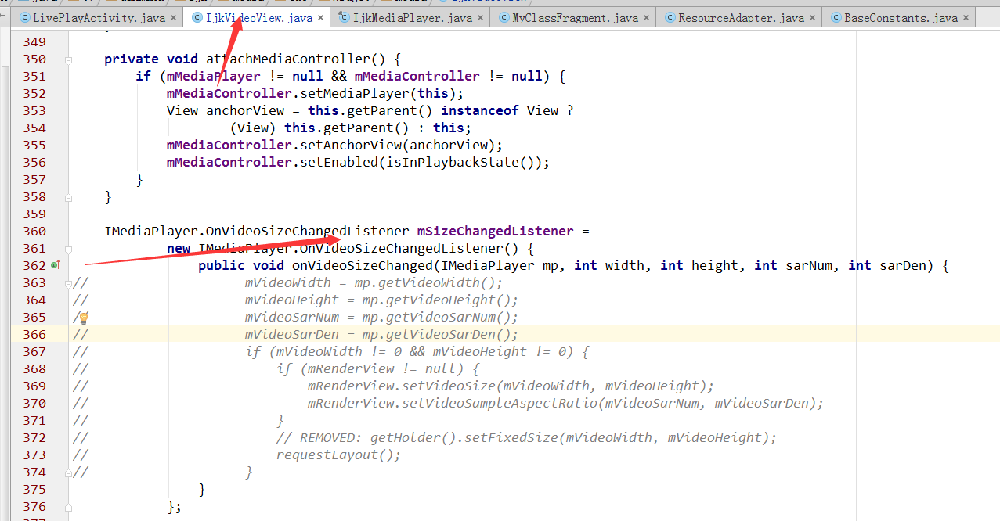 LivePlayActivity.java × IjkVideoView.java × IjkMediaPlayer.java × MyClassFragment.java × ResourceAdapter.java × BaseConstants.java ×
349
350 private void attachMediaController() {
351 if (mMediaPlayer != null && mMediaController != null) {
352 mMediaController.setMediaPlayer(this);
353 View anchorView = this.getParent() instanceof View ?
354 (View) this.getParent() : this;
355 mMediaController.setAnchorView(anchorView);
356 mMediaController.setEnabled(isInPlaybackState());
357 }
358 }
359
360 IMediaPlayer.OnVideoSizeChangedListener mSizeChangedListener =
361 new IMediaPlayer.OnVideoSizeChangedListener() {
362 public void onVideoSizeChanged(IMediaPlayer mp, int width, int height, int sarNum, int sarDen) {
363 // mVideoWidth = mp.getVideoWidth();
364 // mVideoHeight = mp.getVideoHeight();
365 / mVideoSarNum = mp.getVideoSarNum();
366 // mVideoSarDen = mp.getVideoSarDen();
367 // if (mVideoWidth != 0 && mVideoHeight != 0) {
368 // if (mRenderView != null) {
369 // mRenderView.setVideoSize(mVideoWidth, mVideoHeight);
370 // mRenderView.setVideoSampleAspectRatio(mVideoSarNum, mVideoSarDen);
371 // }
372 // // REMOVED: getHolder().setFixedSize(mVideoWidth, mVideoHeight);
373 // requestLayout();
374 // }
375 }
376 };